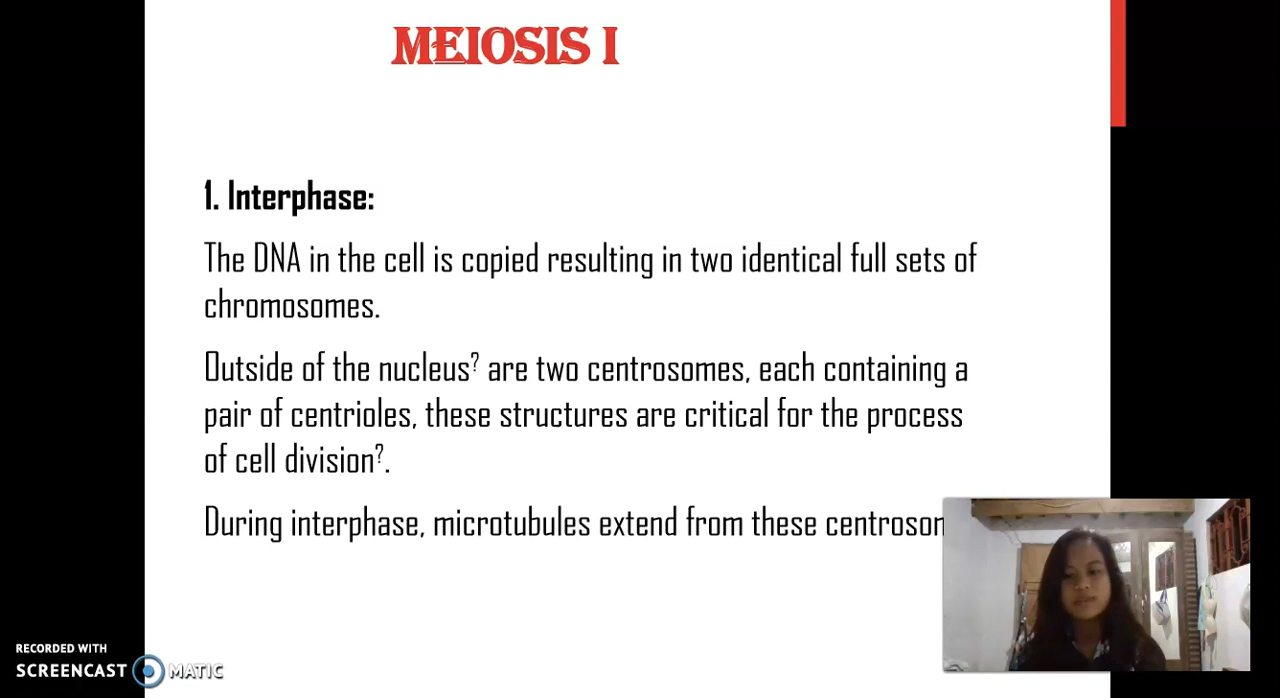 MEIOSIS I
1. Interphase:
The DNA in the cell is copied resulting in two identical full sets of
chromosomes.
Outside of the nucleus? are two centrosomes, each containing a
pair of centrioles, these structures are critical for the process
of cell division?.
During interphase, microtubules extend from these
RECORDED WITH
SCREENCAST MATIC